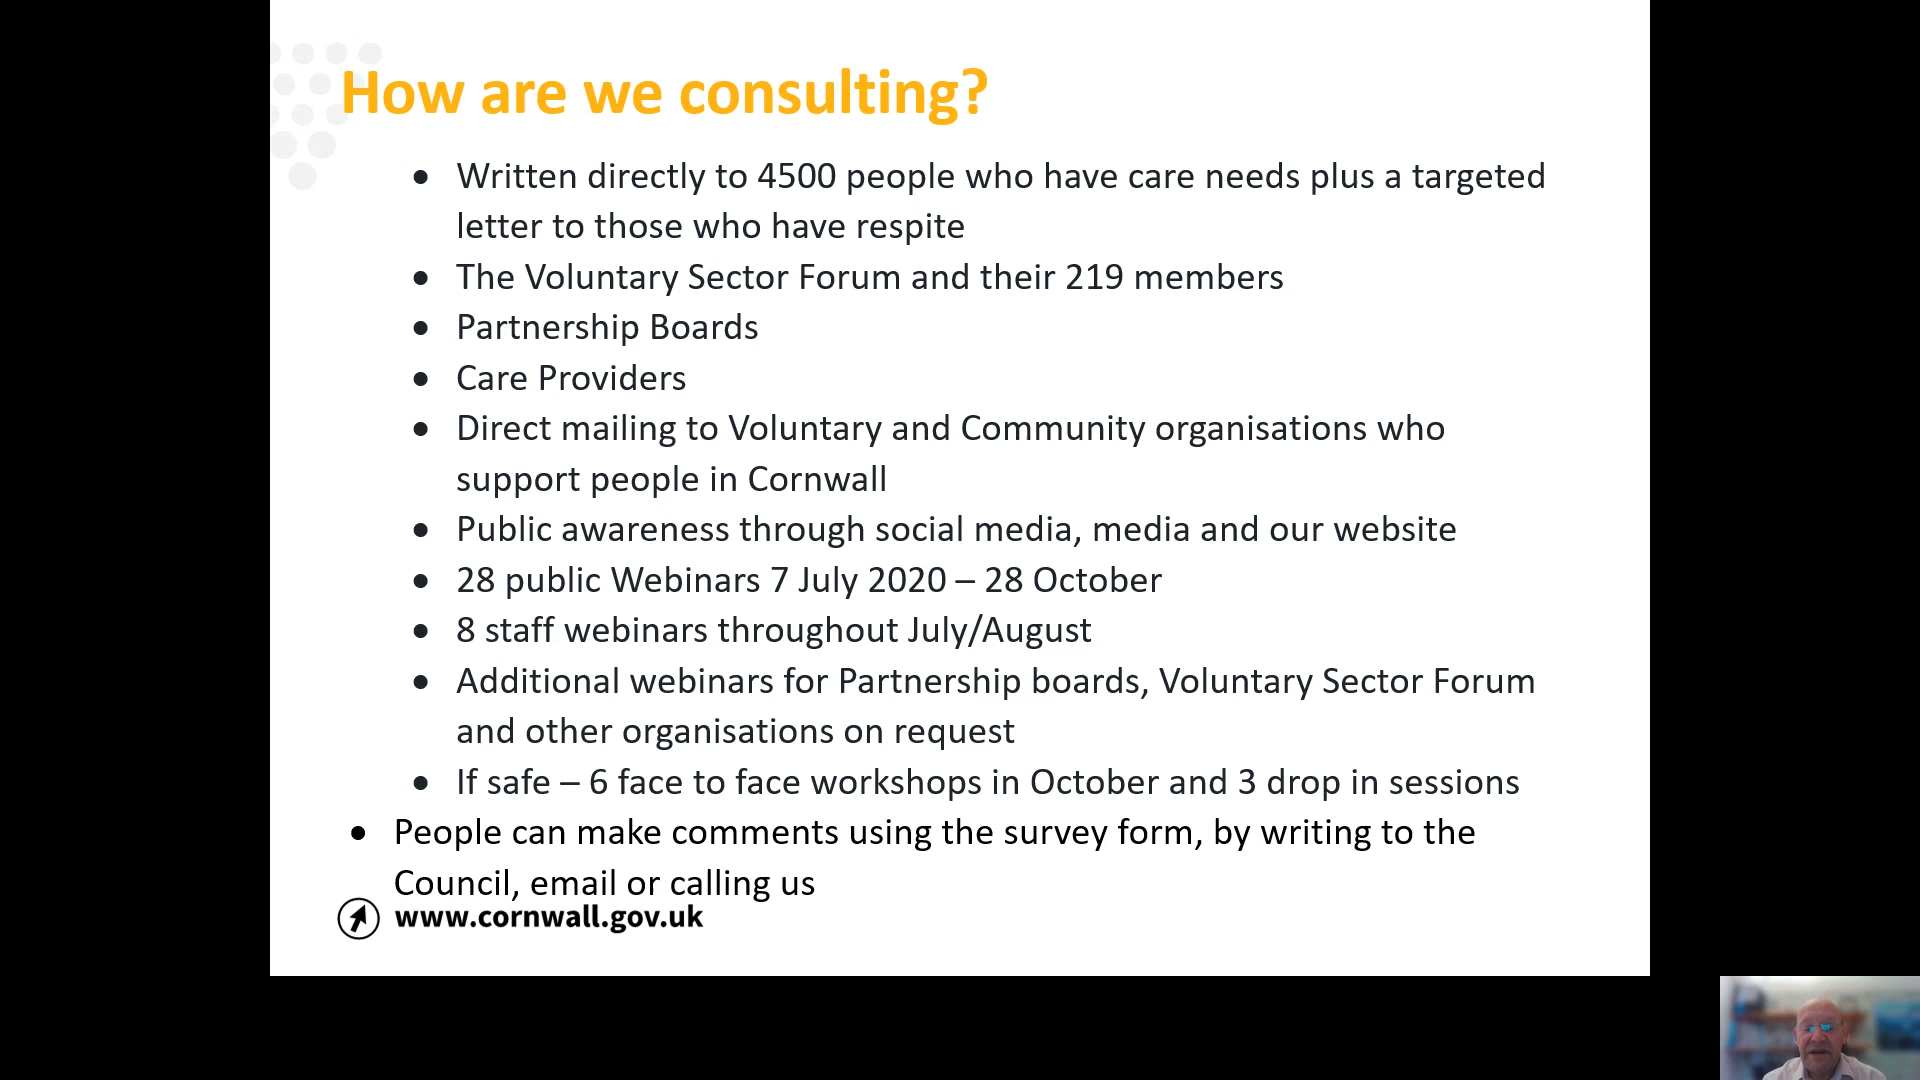 How are we consulting?
• Written directly to 4500 people who have care needs plus a targeted
letter to those who have respite
• The Voluntary Sector Forum and their 219 members
• Partnership Boards
• Care Providers
• Direct mailing to Voluntary and Community organisations who
support people in Cornwall
• Public awareness through social media, media and our website
• 28 public Webinars 7 July 2020 – 28 October
• 8 staff webinars throughout July/August
• Additional webinars for Partnership boards, Voluntary Sector Forum
and other organisations on request
• If safe – 6 face to face workshops in October and 3 drop in sessions
• People can make comments using the survey form, by writing to the
Council, email or calling us
www.cornwall.gov.uk